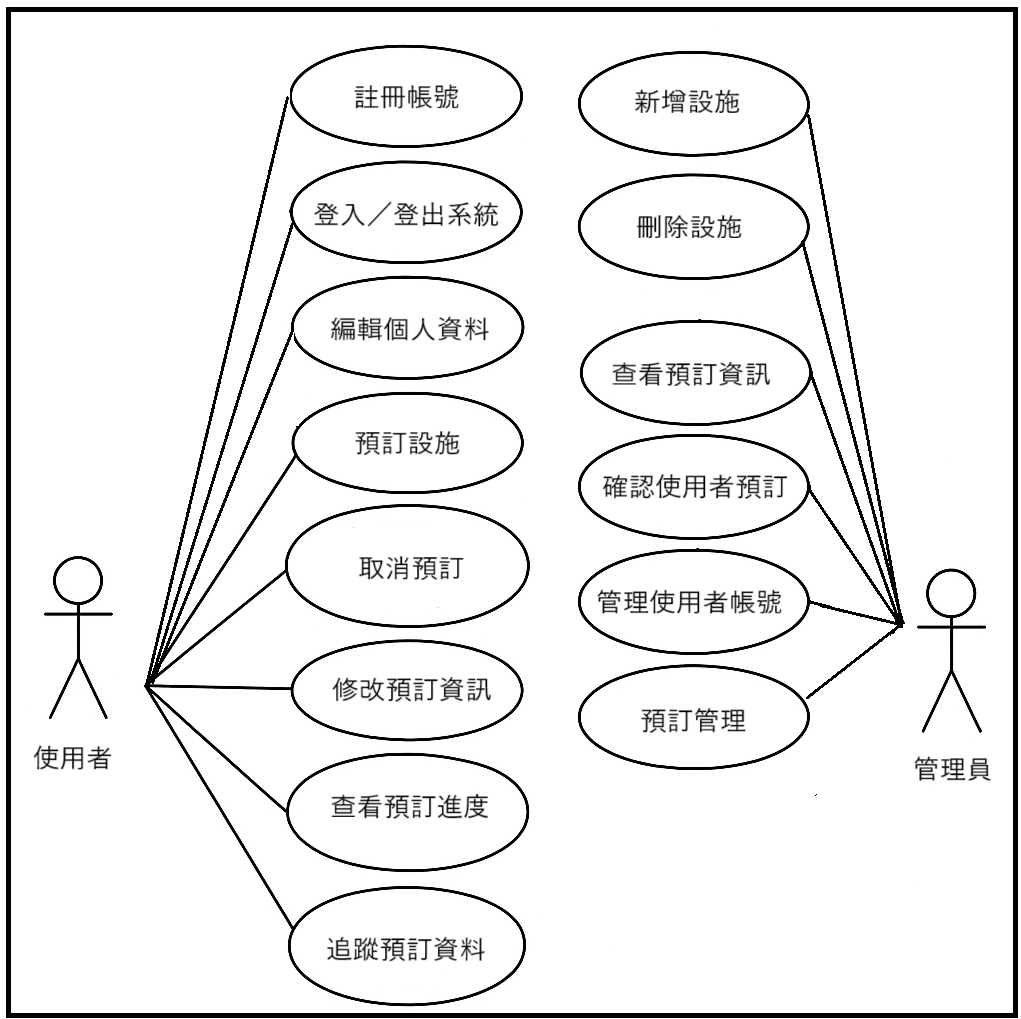 註冊帳號
登入／登出系統
編輯個人資料
預訂設施
取消預訂
修改預訂資訊
查看預訂進度
追蹤預訂資料
使用者
新增設施
刪除設施
查看預訂資訊
確認使用者預訂
管理使用者帳號
預訂管理
管理員